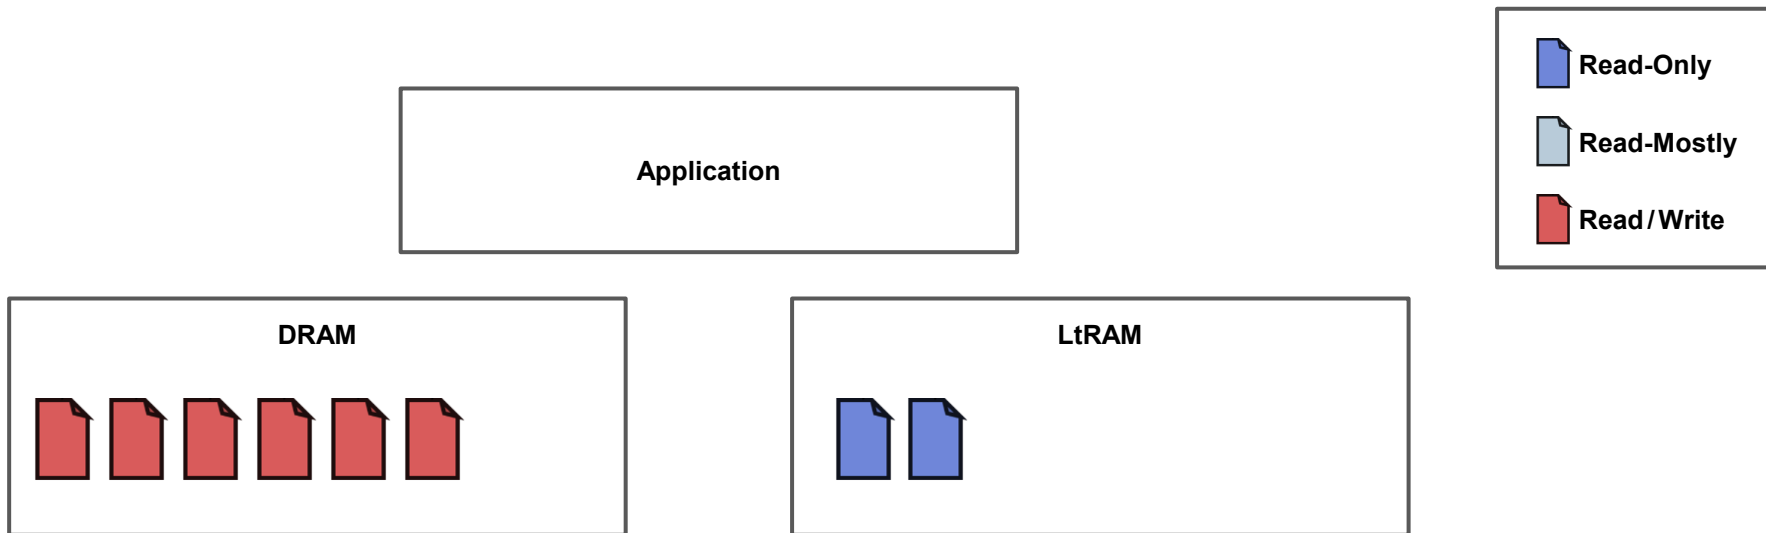 Read-Only
Application
Read-Mostly
Read/Write
DRAM
LtRAM